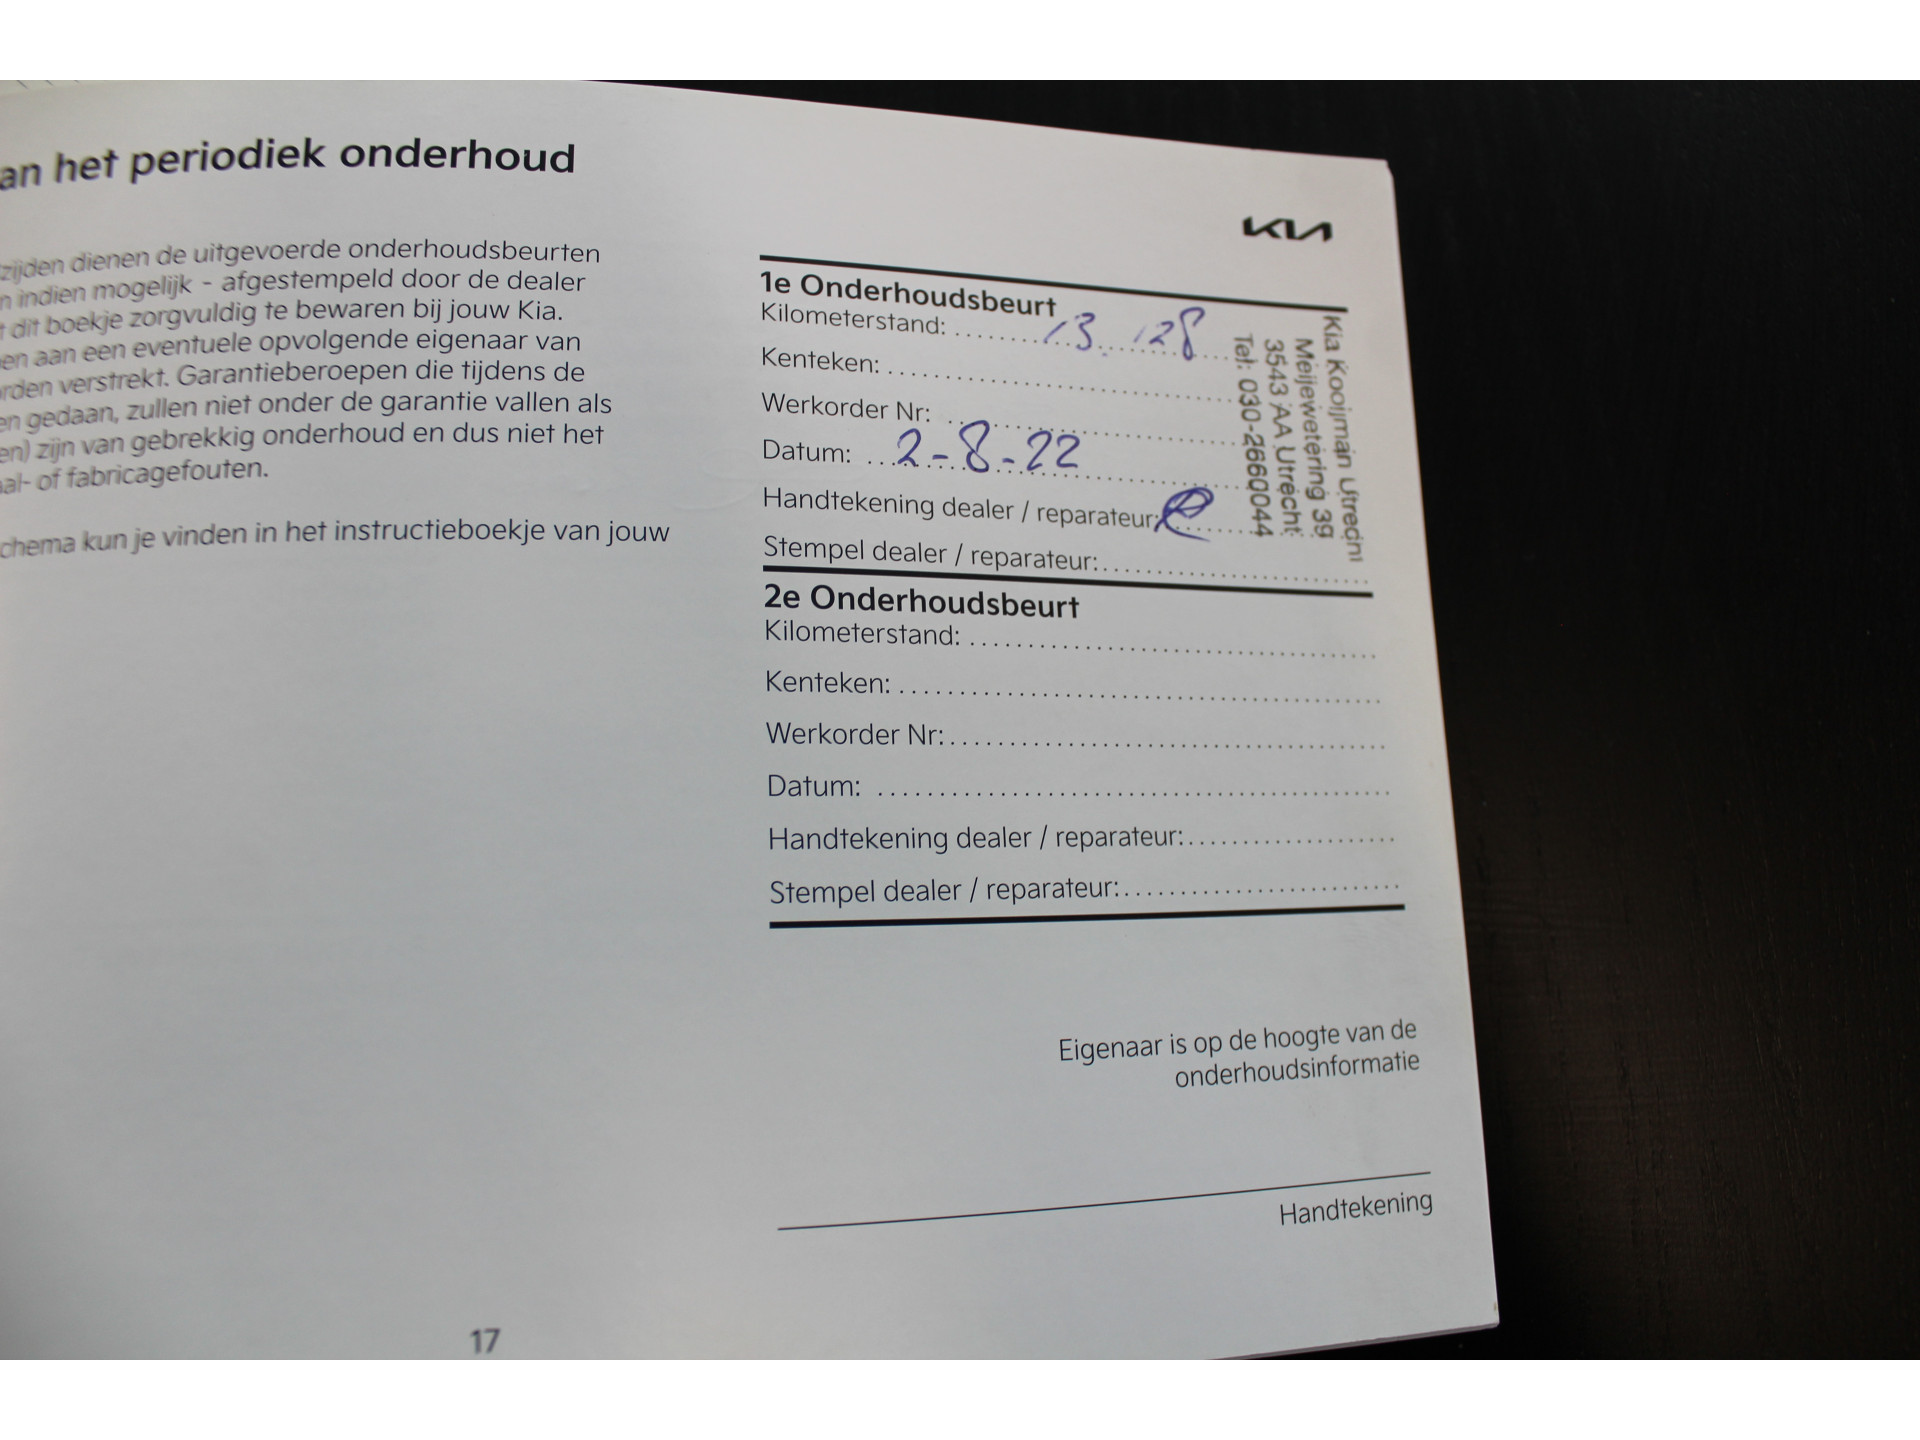 an het periodiek onderhoud
zijden dienen de uitgevoerde onderhoudsbeurten
n indien mogelijk - afgestempeld door de dealer
t dit boekje zorgvuldig te bewaren bij jouw Kia.
en aan een eventuele opvolgende eigenaar van
rden verstrekt. Garantieberoepen die tijdens de
en gedaan, zullen niet onder de garantie vallen als
en) zijn van gebrekkig onderhoud en dus niet het
aal- of fabricagefouten.
chema kun je vinden in het instructieboekje van jouw
17
KIA
1e Onderhoudsbeurt
Kilometerstand: 13.128
Kenteken:
Werkorder Nr:
Datum: 2-8-22
Handtekening dealer / reparateur:
Stempel dealer / reparateur:
Kia Kooijman Utrecht
Meijewetering 39
3543 AA Utrecht
Tel: 030-2660044
2e Onderhoudsbeurt
Kilometerstand:
Kenteken:
Werkorder Nr:
Datum:
Handtekening dealer / reparateur:
Stempel dealer / reparateur:
Eigenaar is op de hoogte van de
onderhoudsinformatie
Handtekening